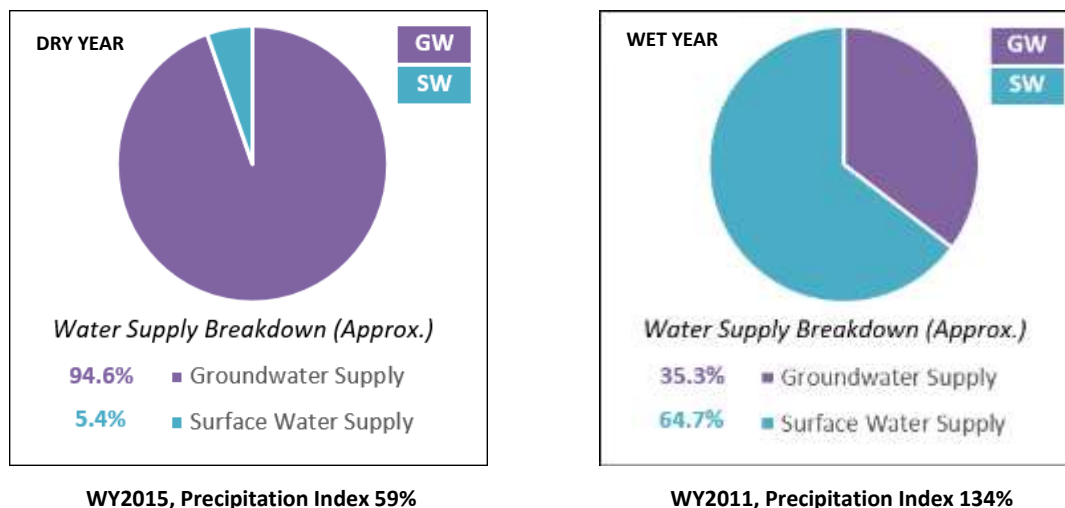 DRY YEAR
GW
SW
Water Supply Breakdown (Approx.)
94.6% Groundwater Supply
5.4% Surface Water Supply
WY2015, Precipitation Index 59%
WET YEAR
GW
SW
Water Supply Breakdown (Approx.)
35.3% Groundwater Supply
64.7% Surface Water Supply
WY2011, Precipitation Index 134%